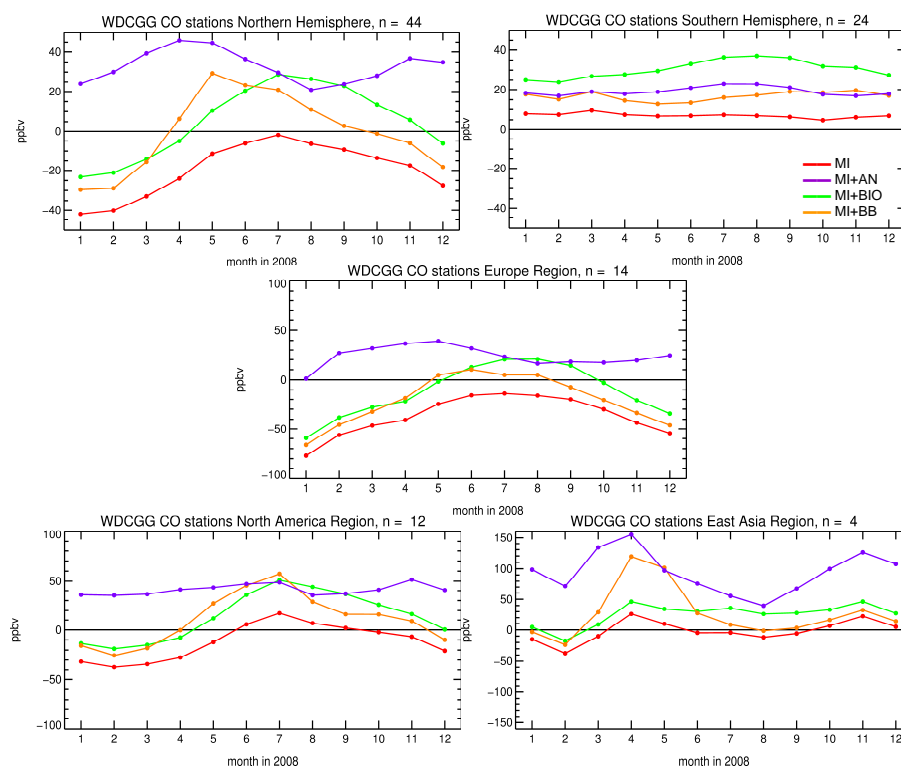 WDCGG CO stations Northern Hemisphere, n = 44
40
20
0
−20
−40
ppbv
1 2 3 4 5 6 7 8 9 10 11 12
month in 2008
WDCGG CO stations Southern Hemisphere, n = 24
40
20
0
−20
−40
ppbv
MI
MI+AN
MI+BIO
MI+BB
1 2 3 4 5 6 7 8 9 10 11 12
month in 2008
WDCGG CO stations Europe Region, n = 14
100
50
0
−50
−100
ppbv
1 2 3 4 5 6 7 8 9 10 11 12
month in 2008
WDCGG CO stations North America Region, n = 12
100
50
0
−50
−100
ppbv
1 2 3 4 5 6 7 8 9 10 11 12
month in 2008
WDCGG CO stations East Asia Region, n = 4
150
100
50
0
−50
−100
−150
ppbv
1 2 3 4 5 6 7 8 9 10 11 12
month in 2008